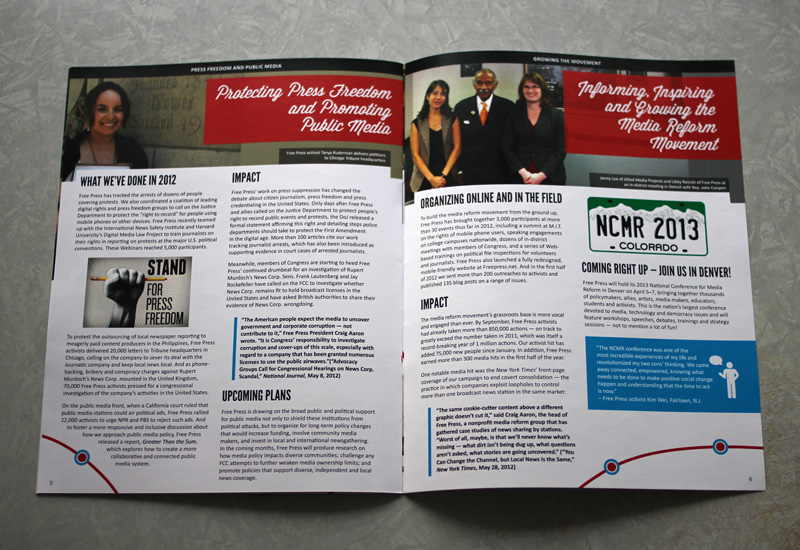 PRESS FREEDOM AND PUBLIC MEDIA
Protecting Press Freedom
and Promoting
Public Media
Free Press activist Tanya Ruderman delivers petitions
to Chicago Tribune headquarters
WHAT WE'VE DONE IN 2012
Free Press has tracked the arrests of dozens of people
covering protests. We also coordinated a coalition of leading
digital rights and press freedom groups to call on the Justice
Department to protect the "right to record" for people using
mobile phones or other devices. Free Press recently teamed
up with the International News Safety Institute and Harvard
University's Digital Media Law Project to train journalists on
their rights in reporting on protests at the major U.S. political
conventions. These Webinars reached 5,000 participants.
STAND
FOR
PRESS
FREEDOM
To protest the outsourcing of local newspaper reporting to
meagerly paid content producers in the Philippines, Free Press
activists delivered 20,000 letters to Tribune headquarters in
Chicago, calling on the company to sever its deal with the
Journatic company and keep local news local. And as phone-
hacking, bribery and conspiracy charges against Rupert
Murdoch's News Corp. mounted in the United Kingdom,
70,000 Free Press activists pressed for a congressional
investigation of the company's activities in the United States.
On the public media front, when a California court ruled that
public media stations could air political ads, Free Press rallied
22,000 activists to urge NPR and PBS to reject such ads. And
to foster a more responsive and inclusive discussion about
how we approach public media policy, Free Press
released a report, Greater Than the Sum,
which explores how to create a more
collaborative and connected public
media system.
5
IMPACT
Free Press' work on press suppression has changed the
debate about citizen journalism, press freedom and press
credentialing in the United States. Only days after Free Press
and allies called on the Justice Department to protect people's
right to record public events and protests, the DoJ released a
formal statement affirming this right and detailing steps police
departments should take to protect the First Amendment
in the digital age. More than 100 articles cite our work
tracking journalist arrests, which has also been introduced as
supporting evidence in court cases of arrested journalists.
Meanwhile, members of Congress are starting to heed Free
Press' continued drumbeat for an investigation of Rupert
Murdoch's News Corp. Sens. Frank Lautenberg and Jay
Rockefeller have called on the FCC to investigate whether
News Corp. remains fit to hold broadcast licenses in the
United States and have asked British authorities to share their
evidence of News Corp. wrongdoing.
"The American people expect the media to uncover
government and corporate corruption — not
contribute to it," Free Press President Craig Aaron
wrote. "It is Congress' responsibility to investigate
corruption and cover-ups of this scale, especially with
regard to a company that has been granted numerous
licenses to use the public airwaves."("Advocacy
Groups Call for Congressional Hearings on News Corp.
Scandal," National Journal, May 8, 2012)
UPCOMING PLANS
Free Press is drawing on the broad public and political support
for public media not only to shield these institutions from
political attacks, but to organize for long-term policy changes
that would increase funding, involve community media
makers, and invest in local and international newsgathering.
In the coming months, Free Press will produce research on
how media policy impacts diverse communities; challenge any
FCC attempts to further weaken media ownership limits; and
promote policies that support diverse, independent and local
news coverage.
GROWING THE MOVEMENT
Informing, Inspiring
and Growing the
Media Reform
Movement
Jenny Lee of Allied Media Projects and Libby Reinish of Free Press at
an in-district meeting in Detroit with Rep. John Conyers
ORGANIZING ONLINE AND IN THE FIELD
To build the media reform movement from the ground up,
Free Press has brought together 3,000 participants at more
than 30 events thus far in 2012, including a summit at M.I.T.
on the rights of mobile phone users, speaking engagements
on college campuses nationwide, dozens of in-district
meetings with members of Congress, and a series of Web-
based trainings on political file inspections for volunteers
and journalists. Free Press also launched a fully redesigned,
mobile-friendly website at Freepress.net. And in the first half
of 2012 we sent more than 200 outreaches to activists and
published 135 blog posts on a range of issues.
IMPACT
The media reform movement's grassroots base is more vocal
and engaged than ever. By September, Free Press activists
had already taken more than 850,000 actions — on track to
greatly exceed the number taken in 2011, which was itself a
record-breaking year of 1 million actions. Our activist list has
added 75,000 new people since January. In addition, Free Press
earned more than 300 media hits in the first half of the year.
One notable media hit was the New York Times' front-page
coverage of our campaign to end covert consolidation — the
practice in which companies exploit loopholes to control
more than one broadcast news station in the same market:
"The same cookie-cutter content above a different
graphic doesn't cut it," said Craig Aaron, the head of
Free Press, a nonprofit media reform group that has
gathered case studies of news sharing by stations.
"Worst of all, maybe, is that we'll never know what's
missing — what dirt isn't being dug up, what questions
aren't asked, what stories are going uncovered." ("You
Can Change the Channel, but Local News Is the Same,"
New York Times, May 28, 2012)
NCMR 2013
COLORADO
COMING RIGHT UP – JOIN US IN DENVER!
Free Press will hold its 2013 National Conference for Media
Reform in Denver on April 5–7, bringing together thousands
of policymakers, allies, artists, media makers, educators,
students and activists. This is the nation's largest conference
devoted to media, technology and democracy issues and will
feature workshops, speeches, debates, trainings and strategy
sessions — not to mention a lot of fun!
"The NCMR conference was one of the
most incredible experiences of my life and
revolutionized my two sons' thinking. We came
away connected, empowered, knowing what
needs to be done to make positive social change
happen and understanding that the time to act
is now."
– Free Press activist Kim Wei, Fairlawn, N.J.
6